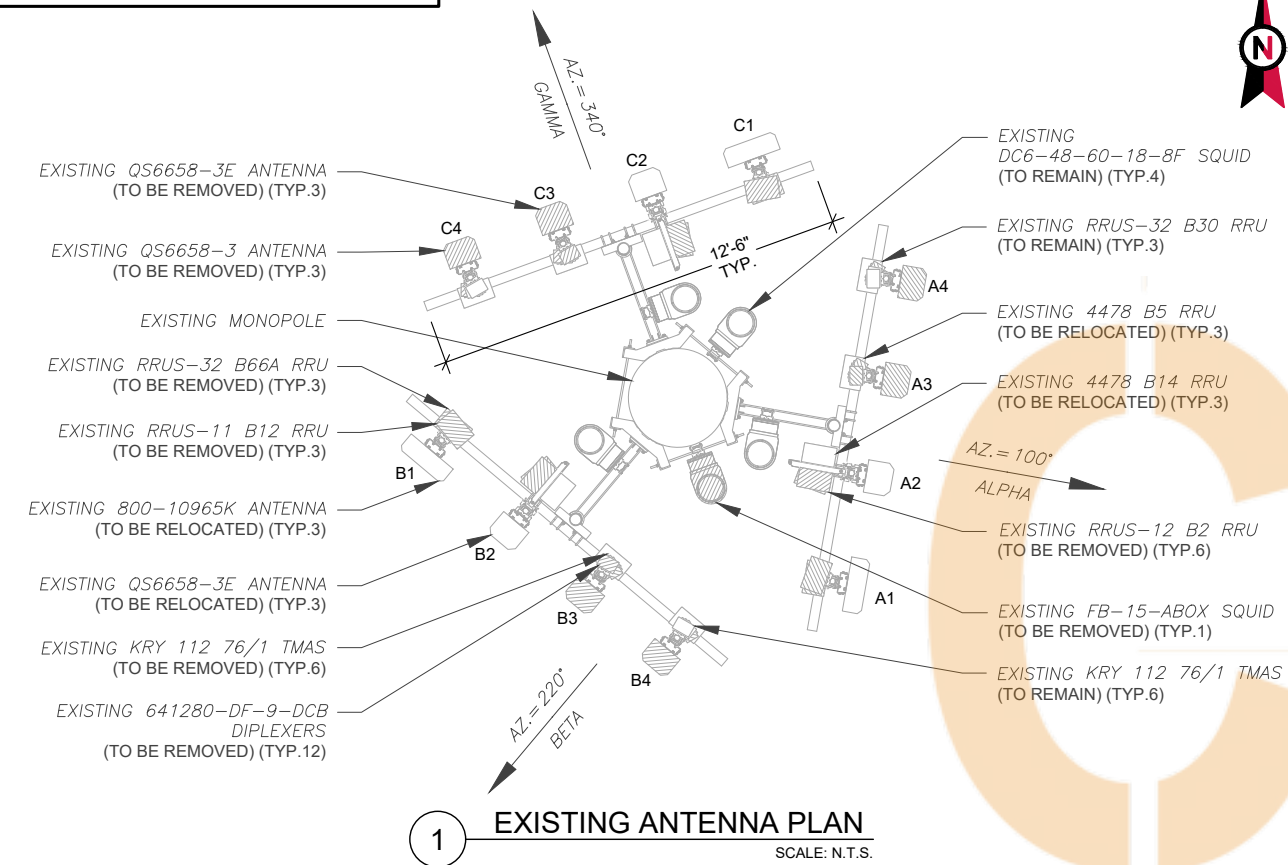 N
AZ.= 340°
GAMMA
C1
C2
C3
C4
12'-6"
TYP.
EXISTING QS6658-3E ANTENNA
(TO BE REMOVED) (TYP.3)
EXISTING QS6658-3 ANTENNA
(TO BE REMOVED) (TYP.3)
EXISTING MONOPOLE
EXISTING RRUS-32 B66A RRU
(TO BE REMOVED) (TYP.3)
EXISTING RRUS-11 B12 RRU
(TO BE REMOVED) (TYP.3)
EXISTING 800-10965K ANTENNA
(TO BE RELOCATED) (TYP.3)
EXISTING QS6658-3E ANTENNA
(TO BE RELOCATED) (TYP.3)
EXISTING KRY 112 76/1 TMAS
(TO BE REMOVED) (TYP.6)
EXISTING 641280-DF-9-DCB
DIPLEXERS
(TO BE REMOVED) (TYP.12)
B1
B2
B3
B4
AZ.= 220°
BETA
EXISTING
DC6-48-60-18-8F SQUID
(TO REMAIN) (TYP.4)
EXISTING RRUS-32 B30 RRU
(TO REMAIN) (TYP.3)
A4
EXISTING 4478 B5 RRU
(TO BE RELOCATED) (TYP.3)
A3
EXISTING 4478 B14 RRU
(TO BE RELOCATED) (TYP.3)
AZ.= 100°
ALPHA
A2
EXISTING RRUS-12 B2 RRU
(TO BE REMOVED) (TYP.6)
A1
EXISTING FB-15-ABOX SQUID
(TO BE REMOVED) (TYP.1)
EXISTING KRY 112 76/1 TMAS
(TO REMAIN) (TYP.6)
1
EXISTING ANTENNA PLAN
SCALE: N.T.S.